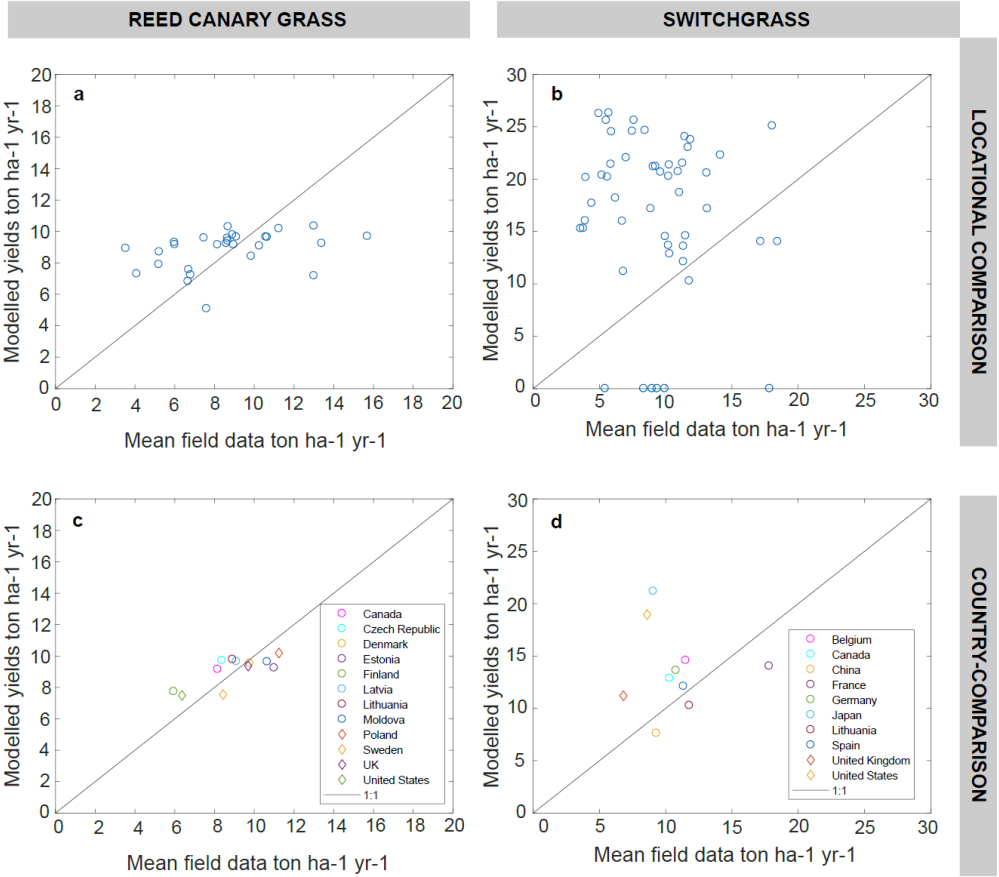 REED CANARY GRASS
SWITCHGRASS
LOCATIONAL COMPARISON
COUNTRY-COMPARISON
a
20
18
16
14
12
10
8
6
4
2
0
0 2 4 6 8 10 12 14 16 18 20
Modelled yields ton ha-1 yr-1
Mean field data ton ha-1 yr-1
b
30
25
20
15
10
5
0
0 5 10 15 20 25 30
Modelled yields ton ha-1 yr-1
Mean field data ton ha-1 yr-1
c
20
18
16
14
12
10
8
6
4
2
0
0 2 4 6 8 10 12 14 16 18 20
Modelled yields ton ha-1 yr-1
Mean field data ton ha-1 yr-1
Canada
Czech Republic
Denmark
Estonia
Finland
Latvia
Lithuania
Moldova
Poland
Sweden
UK
United States
1:1
d
30
25
20
15
10
5
0
0 5 10 15 20 25 30
Modelled yields ton ha-1 yr-1
Mean field data ton ha-1 yr-1
Belgium
Canada
China
France
Germany
Japan
Lithuania
Spain
United Kingdom
United States
1:1